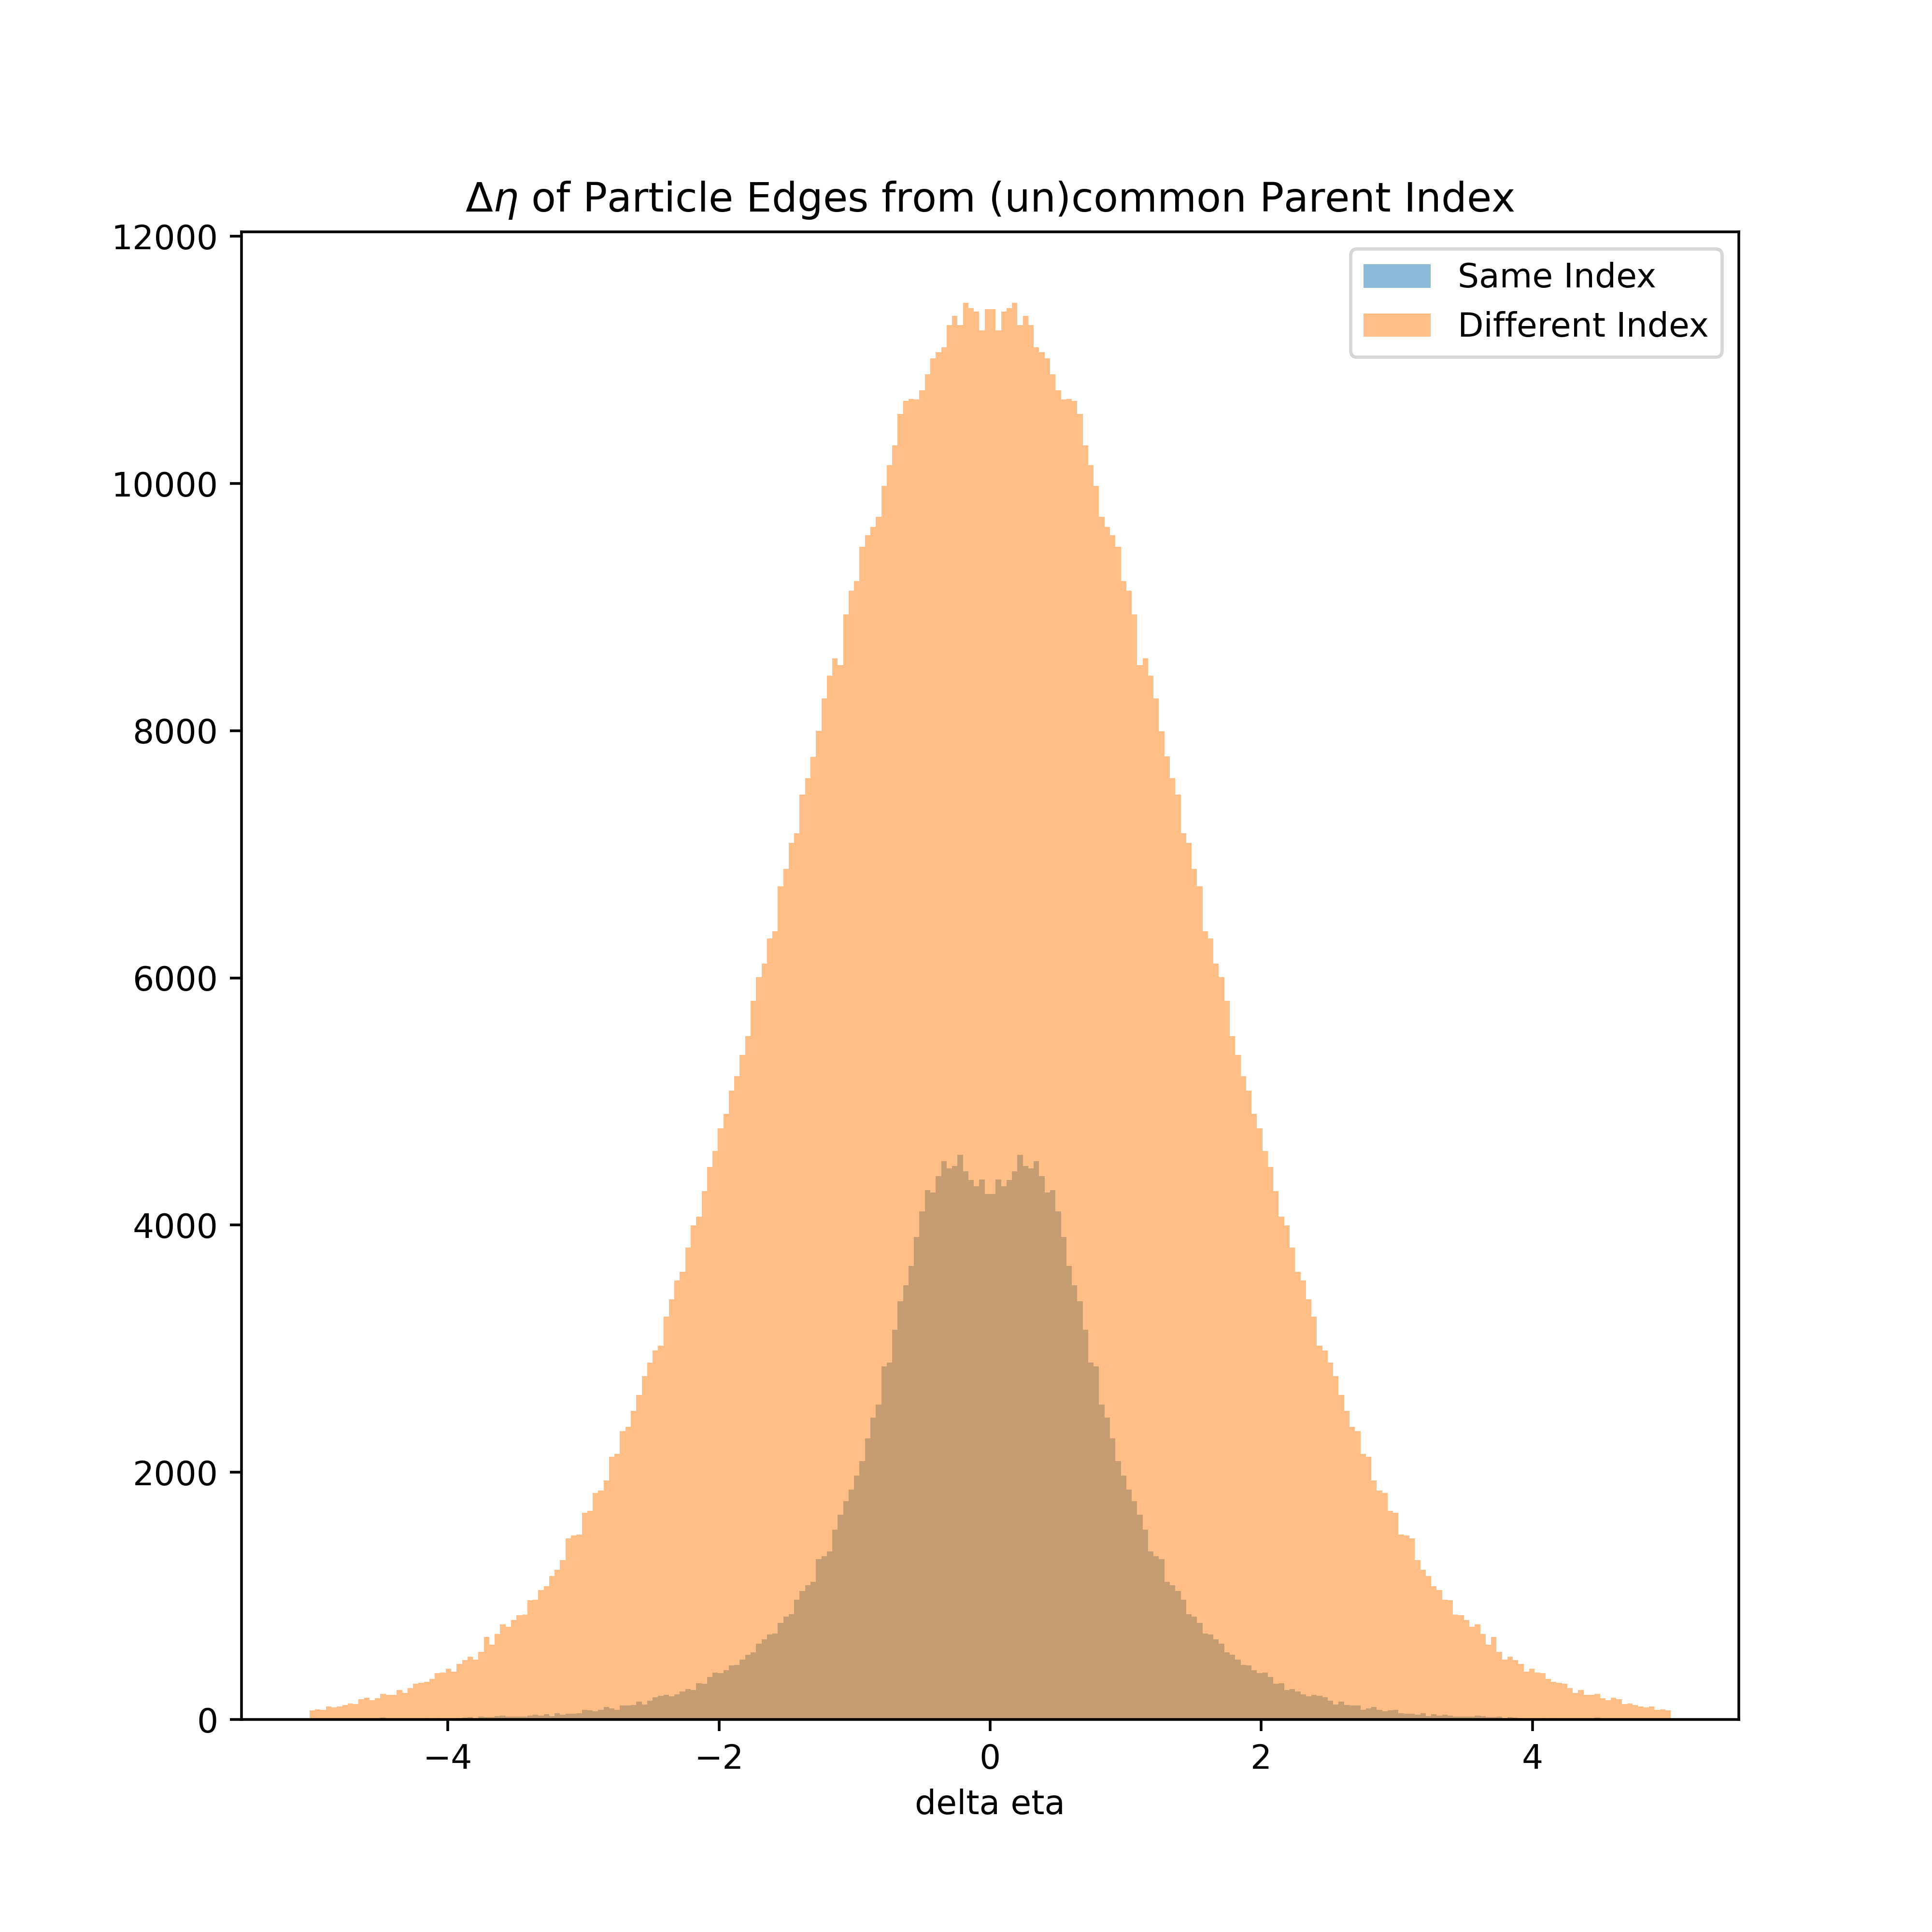 Δη of Particle Edges from (un)common Parent Index
12000
Same Index
Different Index
10000
8000
6000
4000
2000
0
−4 −2 0 2 4
delta eta